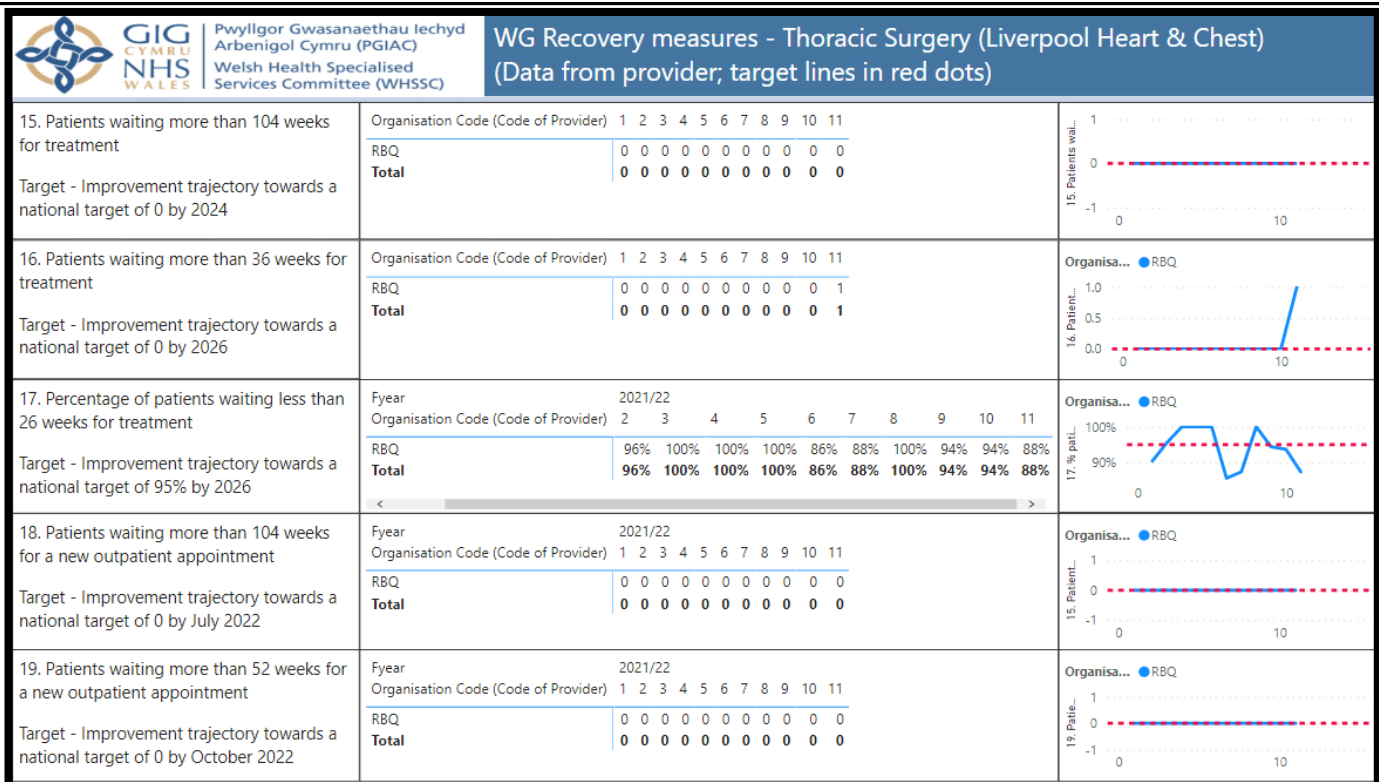 GIG
CYMRU
NHS
WALES
Pwyllgor Gwasanaethau Iechyd
Arbenigol Cymru (PGIAC)
Welsh Health Specialised
Services Committee (WHSSC)
WG Recovery measures - Thoracic Surgery (Liverpool Heart & Chest)
(Data from provider; target lines in red dots)
15. Patients waiting more than 104 weeks
for treatment
Target - Improvement trajectory towards a
national target of 0 by 2024
Organisation Code (Code of Provider) 1 2 3 4 5 6 7 8 9 10 11
RBQ 0 0 0 0 0 0 0 0 0 0 0
Total 0 0 0 0 0 0 0 0 0 0 0
15. Patients wai...
1
0
-1
0 10
16. Patients waiting more than 36 weeks for
treatment
Target - Improvement trajectory towards a
national target of 0 by 2026
Organisation Code (Code of Provider) 1 2 3 4 5 6 7 8 9 10 11
RBQ 0 0 0 0 0 0 0 0 0 0 1
Total 0 0 0 0 0 0 0 0 0 0 1
Organisa... RBQ
16. Patient...
1.0
0.5
0.0
0 10
17. Percentage of patients waiting less than
26 weeks for treatment
Target - Improvement trajectory towards a
national target of 95% by 2026
Fyear 2021/22
Organisation Code (Code of Provider) 2 3 4 5 6 7 8 9 10 11
RBQ 96% 100% 100% 100% 86% 88% 100% 94% 94% 88%
Total 96% 100% 100% 100% 86% 88% 100% 94% 94% 88%
Organisa... RBQ
17. % pati...
100%
90%
0 10
18. Patients waiting more than 104 weeks
for a new outpatient appointment
Target - Improvement trajectory towards a
national target of 0 by July 2022
Fyear 2021/22
Organisation Code (Code of Provider) 1 2 3 4 5 6 7 8 9 10 11
RBQ 0 0 0 0 0 0 0 0 0 0 0
Total 0 0 0 0 0 0 0 0 0 0 0
Organisa... RBQ
15. Patient...
1
0
-1
0 10
19. Patients waiting more than 52 weeks for
a new outpatient appointment
Target - Improvement trajectory towards a
national target of 0 by October 2022
Fyear 2021/22
Organisation Code (Code of Provider) 1 2 3 4 5 6 7 8 9 10 11
RBQ 0 0 0 0 0 0 0 0 0 0 0
Total 0 0 0 0 0 0 0 0 0 0 0
Organisa... RBQ
19. Patie...
1
0
-1
0 10